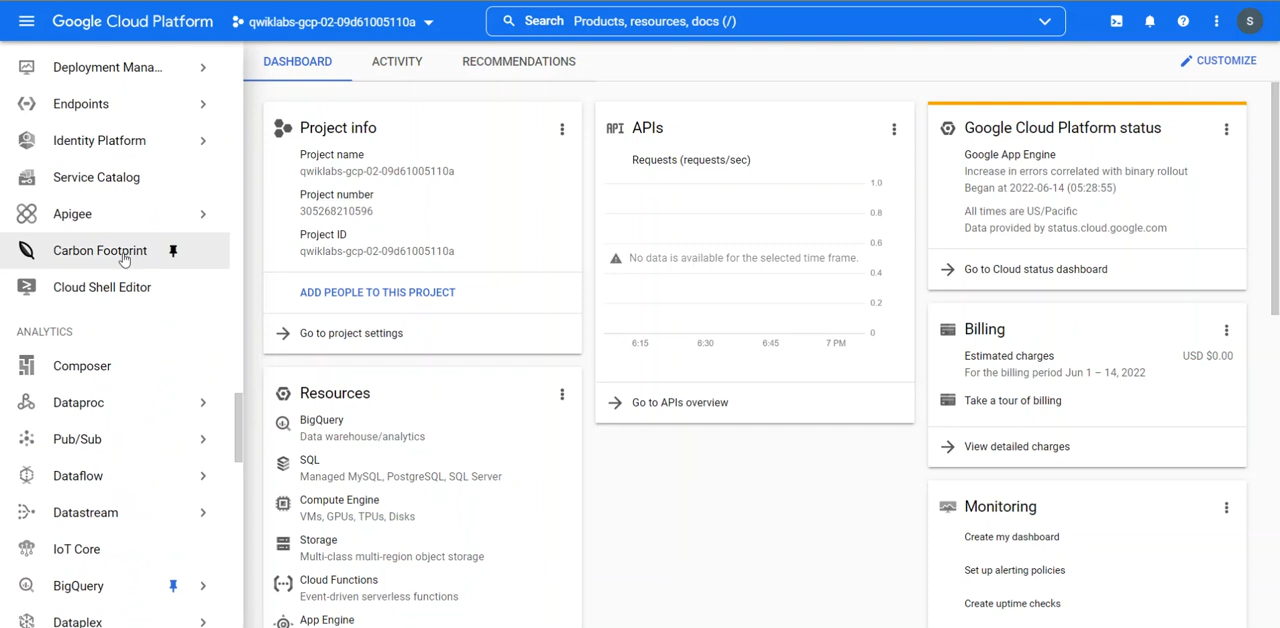 Google Cloud Platform
qwiklabs-gcp-02-09d61005110a
Search Products, resources, docs (/)
S
Deployment Mana...
Endpoints
Identity Platform
Service Catalog
Apigee
Carbon Footprint
Cloud Shell Editor
ANALYTICS
Composer
Dataproc
Pub/Sub
Dataflow
Datastream
IoT Core
BigQuery
Dataplex
DASHBOARD
ACTIVITY
RECOMMENDATIONS
CUSTOMIZE
Project info
Project name
qwiklabs-gcp-02-09d61005110a
Project number
305268210596
Project ID
qwiklabs-gcp-02-09d61005110a
ADD PEOPLE TO THIS PROJECT
Go to project settings
Resources
BigQuery
Data warehouse/analytics
SQL
Managed MySQL, PostgreSQL, SQL Server
Compute Engine
VMs, GPUs, TPUs, Disks
Storage
Multi-class multi-region object storage
Cloud Functions
Event-driven serverless functions
App Engine
API APIs
Requests (requests/sec)
1.0
0.8
0.6
No data is available for the selected time frame.
0.4
0.2
0
6:15 6:30 6:45 7 PM
Go to APIs overview
Google Cloud Platform status
Google App Engine
Increase in errors correlated with binary rollout
Began at 2022-06-14 (05:28:55)
All times are US/Pacific
Data provided by status.cloud.google.com
Go to Cloud status dashboard
Billing
Estimated charges USD $0.00
For the billing period Jun 1 – 14, 2022
Take a tour of billing
View detailed charges
Monitoring
Create my dashboard
Set up alerting policies
Create uptime checks